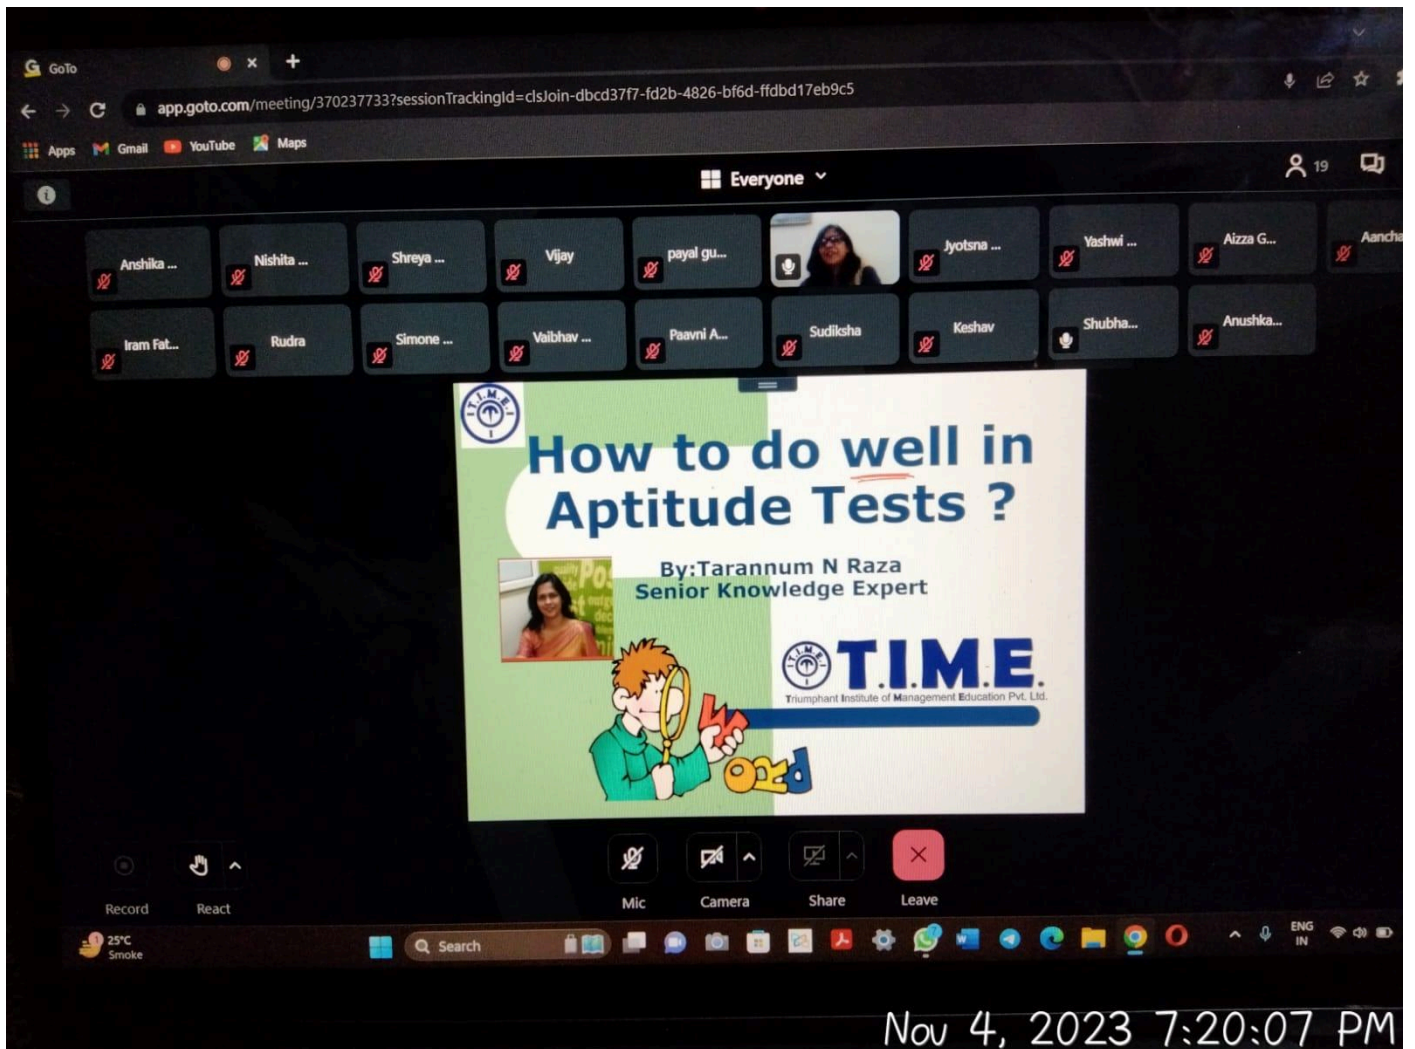 GoTo
app.goto.com/meeting/370237733?sessionTrackingId=clsJoin-dbcd37f7-fd2b-4826-bf6d-ffdbd17eb9c5
Apps Gmail YouTube Maps
Everyone
19
Anshika ... Nishita ... Shreya ... Vijay payal gu... Jyotsna ... Yashwi ... Aizza G... Aancha
Iram Fat... Rudra Simone ... Vaibhav ... Paavni A... Sudiksha Keshav Shubha... Anushka...
T.I.M.E.
How to do well in
Aptitude Tests ?
By:Tarannum N Raza
Senior Knowledge Expert
T.I.M.E.
Triumphant Institute of Management Education Pvt. Ltd.
W
ORD
Record React Mic Camera Share Leave
25°C
Smoke
Search
ENG
IN
Nov 4, 2023 7:20:07 PM